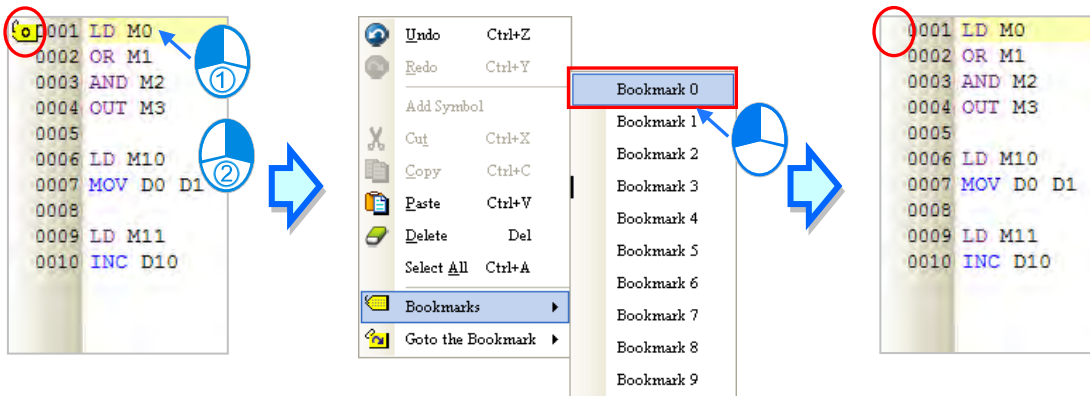 0 0001 LD M0
0002 OR M1
0003 AND M2
0004 OUT M3
0005
0006 LD M10
0007 MOV D0 D1
0008
0009 LD M11
0010 INC D10
①
②
Undo Ctrl+Z
Redo Ctrl+Y
Add Symbol
Cut Ctrl+X
Copy Ctrl+C
Paste Ctrl+V
Delete Del
Select All Ctrl+A
Bookmarks
Goto the Bookmark
Bookmark 0
Bookmark 1
Bookmark 2
Bookmark 3
Bookmark 4
Bookmark 5
Bookmark 6
Bookmark 7
Bookmark 8
Bookmark 9
0001 LD M0
0002 OR M1
0003 AND M2
0004 OUT M3
0005
0006 LD M10
0007 MOV D0 D1
0008
0009 LD M11
0010 INC D10